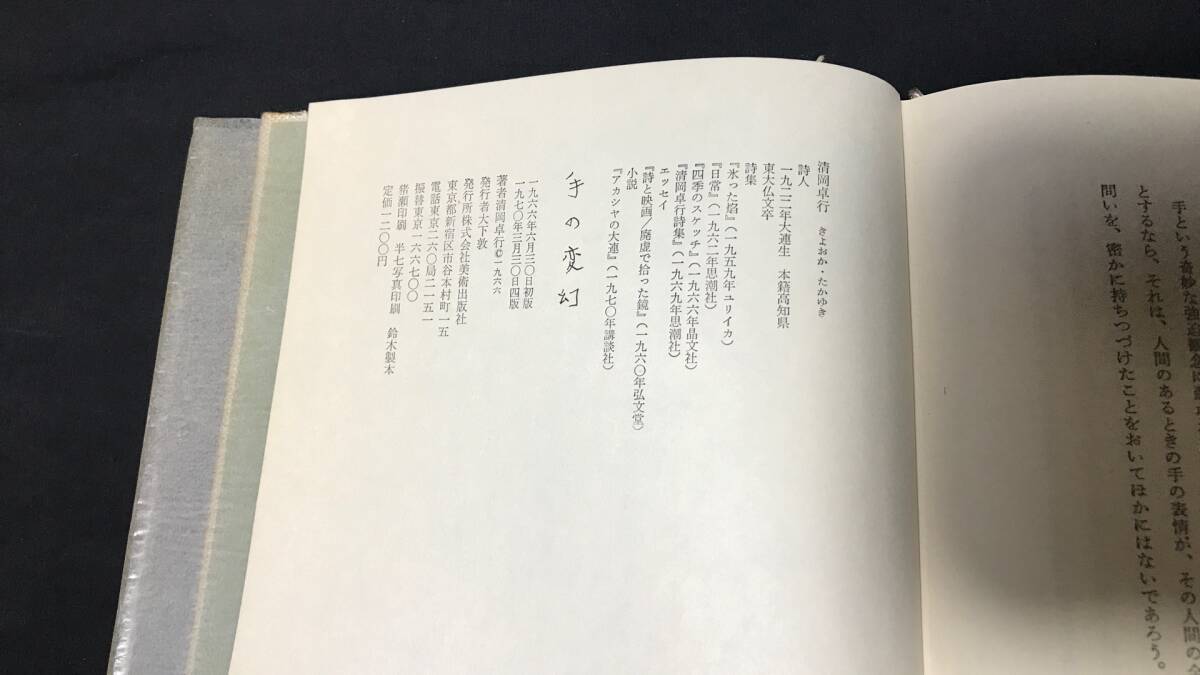 手という奇妙な強迫観念に
とするなら、それは、人間のあるときの手の表情が、その人間の
問いを、密かに持ちつづけたことをおいてほかにはないであろう。
清岡卓行 きよおか・たかゆき
詩人
一九二二年大連生 本籍高知県
東大仏文卒
詩集
『氷った焰』(一九五九年ユリイカ)
『日常』(一九六二年思潮社)
『四季のスケッチ』(一九六六年晶文社)
『清岡卓行詩集』(一九六九年思潮社)
エッセイ
『詩と映画/廃虚で拾った鏡』(一九六〇年弘文堂)
小説
『アカシヤの大連』(一九七〇年講談社)
手の変幻
一九六六年六月三〇日初版
一九七〇年三月三〇日四版
著者清岡卓行©一九六六
発行者大下敦
発行所株式会社美術出版社
東京都新宿区市谷本村町一五
電話東京二六〇局二一五一
振替東京一六六七〇〇
猪瀬印刷 半七写真印刷 鈴木製本
定価一二〇〇円